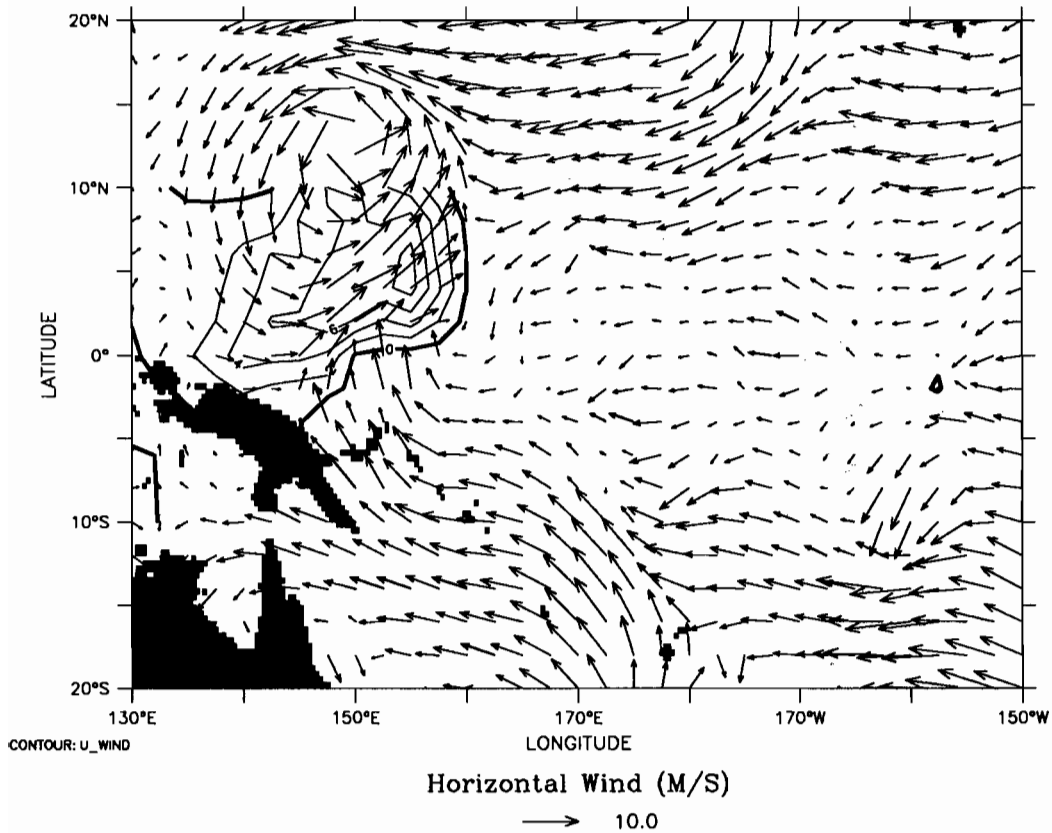 20°N
10°N
0°
10°S
20°S
LATITUDE
6
0
130°E 150°E 170°E 170°W 150°W
CONTOUR: U_WIND
LONGITUDE
Horizontal Wind (M/S)
10.0